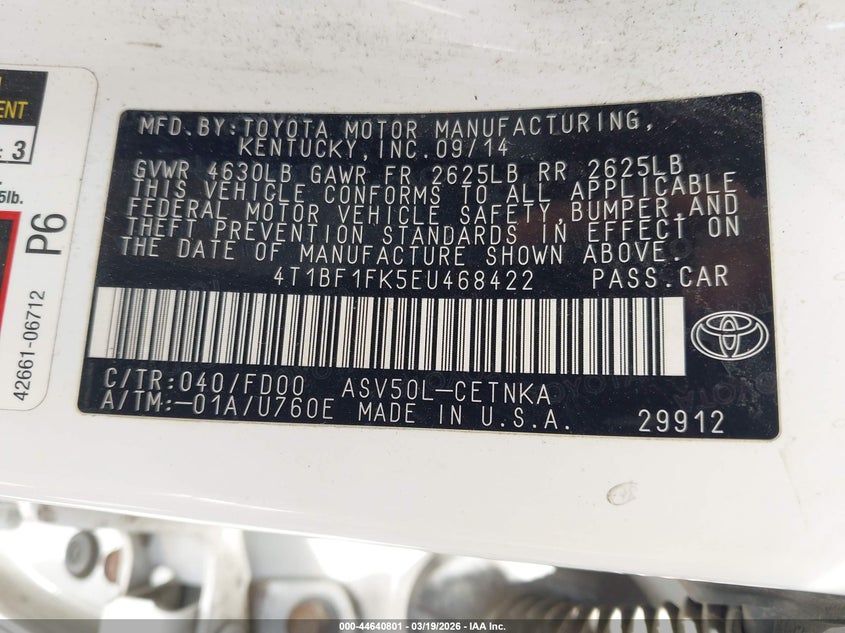 ENT
: 3
5lb.
P6
42661-06712
MFD.BY:TOYOTA MOTOR MANUFACTURING,
KENTUCKY,INC.09/14
GVWR 4630LB GAWR FR 2625LB RR 2625LB
THIS VEHICLE CONFORMS TO ALL APPLICABLE
FEDERAL MOTOR VEHICLE SAFETY,BUMPER,AND
THEFT PREVENTION STANDARDS IN EFFECT ON
THE DATE OF MANUFACTURE SHOWN ABOVE.
4T1BF1FK5EU468422 PASS.CAR
C/TR:040/FD00 ASV50L-CETNKA
A/TM:-01A/U760E MADE IN U.S.A. 29912
000-44640801 - 03/19/2026 - IAA Inc.